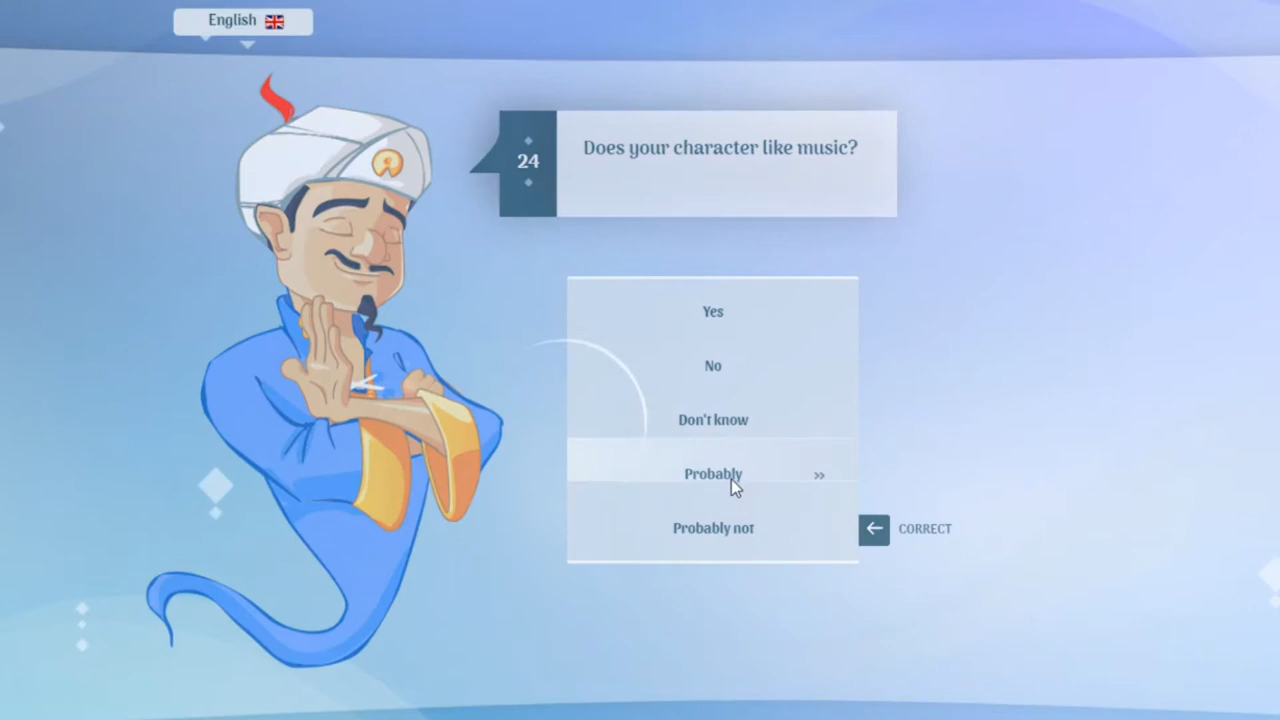 English
24
Does your character like music?
Yes
No
Don't know
Probably
Probably not
CORRECT